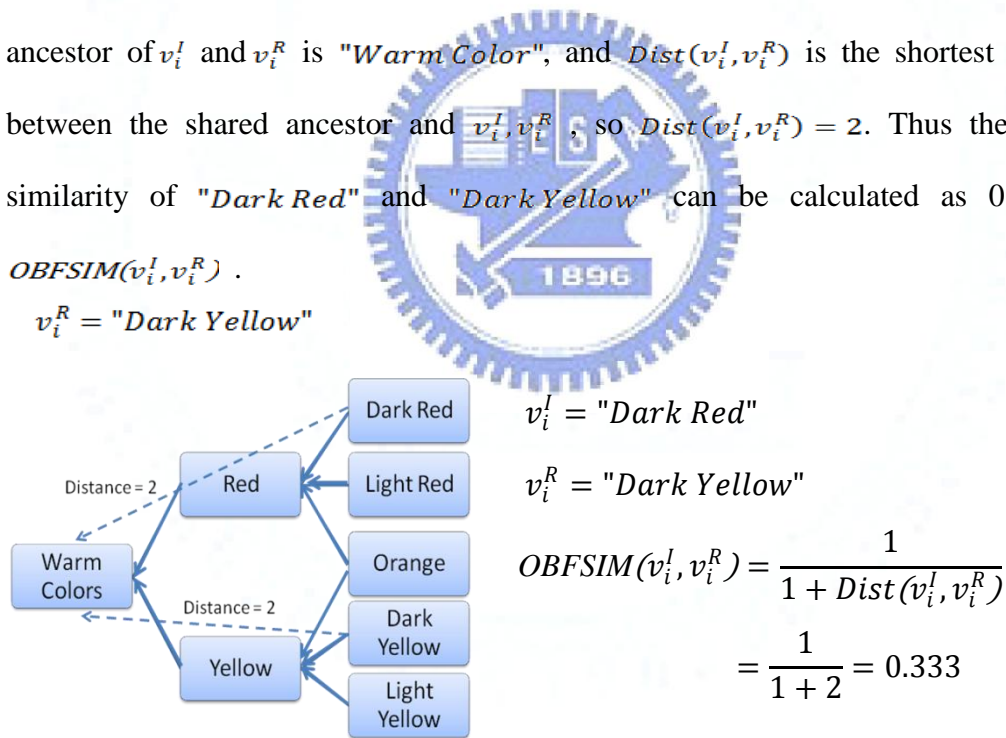 ancestor of v_i^I and v_i^R is "Warm Color", and Dist(v_i^I,v_i^R) is the shortest
between the shared ancestor and v_i^I,v_i^R , so Dist(v_i^I,v_i^R) = 2. Thus the
similarity of "Dark Red" and "Dark Yellow" can be calculated as 0
OBFSIM(v_i^I,v_i^R) .
1896
v_i^R = "Dark Yellow"
Dark Red
Light Red
Orange
Dark
Yellow
Light
Yellow
Red
Yellow
Distance = 2
Distance = 2
Warm
Colors
v_i^I = "Dark Red"
v_i^R = "Dark Yellow"
OBFSIM(v_i^I, v_i^R) = 1 / (1 + Dist(v_i^I, v_i^R))
= 1 / (1 + 2) = 0.333